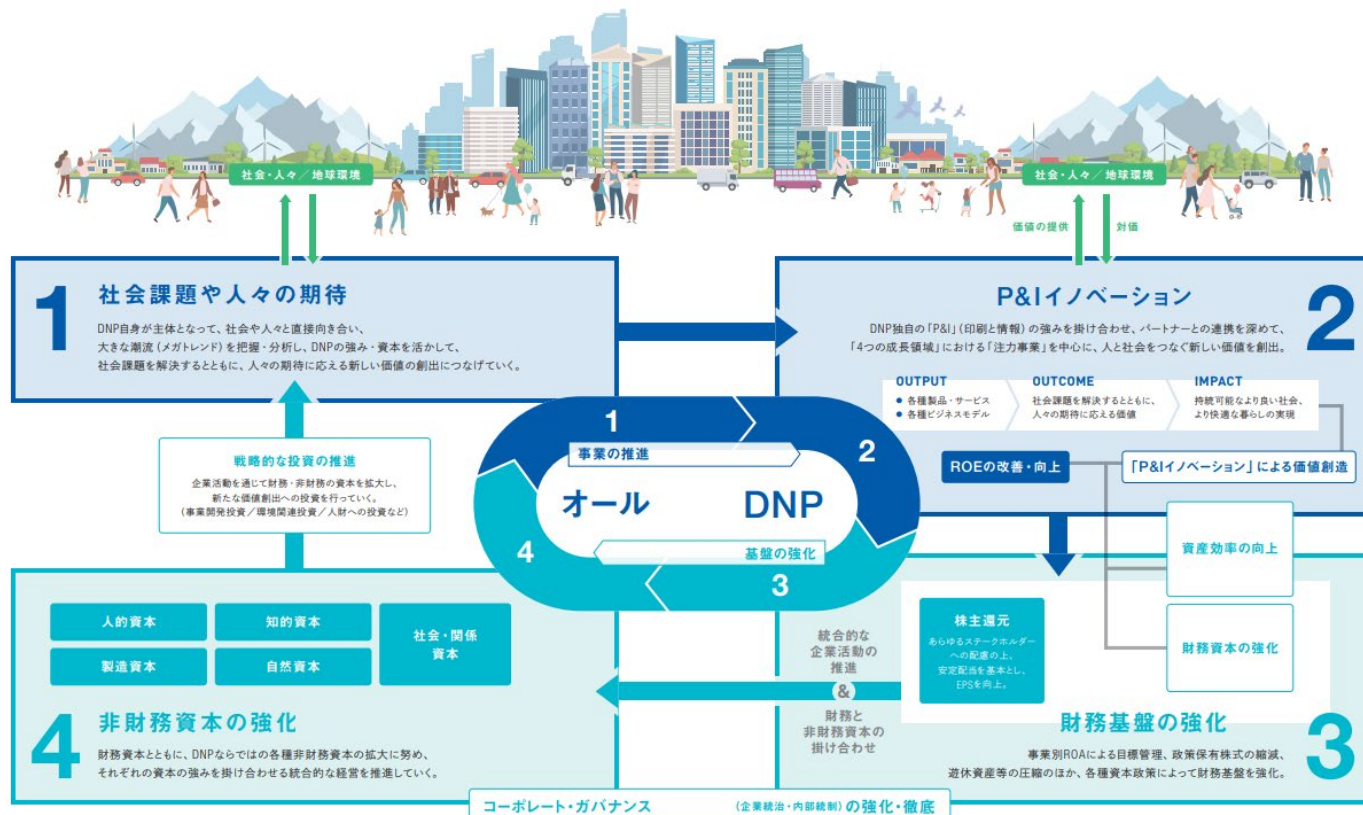 社会・人々／地球環境
社会・人々／地球環境
価値の提供
対価
1
社会課題や人々の期待
DNP自身が主体となって、社会や人々と直接向き合い、
大きな潮流（メガトレンド）を把握・分析し、DNPの強み・資本を活かして、
社会課題を解決するとともに、人々の期待に応える新しい価値の創出につなげていく。
P&Iイノベーション
2
DNP独自の「P&I」（印刷と情報）の強みを掛け合わせ、パートナーとの連携を深めて、
「4つの成長領域」における「注力事業」を中心に、人と社会をつなぐ新しい価値を創出。
OUTPUT
● 各種製品・サービス
● 各種ビジネスモデル
OUTCOME
社会課題を解決するとともに、
人々の期待に応える価値
IMPACT
持続可能なより良い社会、
より快適な暮らしの実現
ROEの改善・向上
「P&Iイノベーション」による価値創造
資産効率の向上
財務資本の強化
1
事業の推進
2
オール DNP
4
基盤の強化
3
戦略的な投資の推進
企業活動を通じて財務・非財務の資本を拡大し、
新たな価値創出への投資を行っていく。
（事業開発投資／環境関連投資／人財への投資など）
株主還元
あらゆるステークホルダー
への配慮の上、
安定配当を基本とし、
EPSを向上。
財務基盤の強化
3
事業別ROAによる目標管理、政策保有株式の縮減、
遊休資産等の圧縮のほか、各種資本政策によって財務基盤を強化。
統合的な
企業活動の
推進
&
財務と
非財務資本の
掛け合わせ
人的資本
知的資本
社会・関係
資本
製造資本
自然資本
4
非財務資本の強化
財務資本とともに、DNPならではの各種非財務資本の拡大に努め、
それぞれの資本の強みを掛け合わせる統合的な経営を推進していく。
コーポレート・ガバナンス （企業統治・内部統制）の強化・徹底